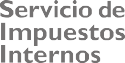 Servicio de
Impuestos
Internos